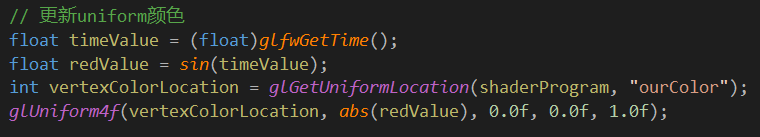 // 更新uniform颜色
float timeValue = (float)glfwGetTime();
float redValue = sin(timeValue);
int vertexColorLocation = glGetUniformLocation(shaderProgram, "ourColor");
glUniform4f(vertexColorLocation, abs(redValue), 0.0f, 0.0f, 1.0f);